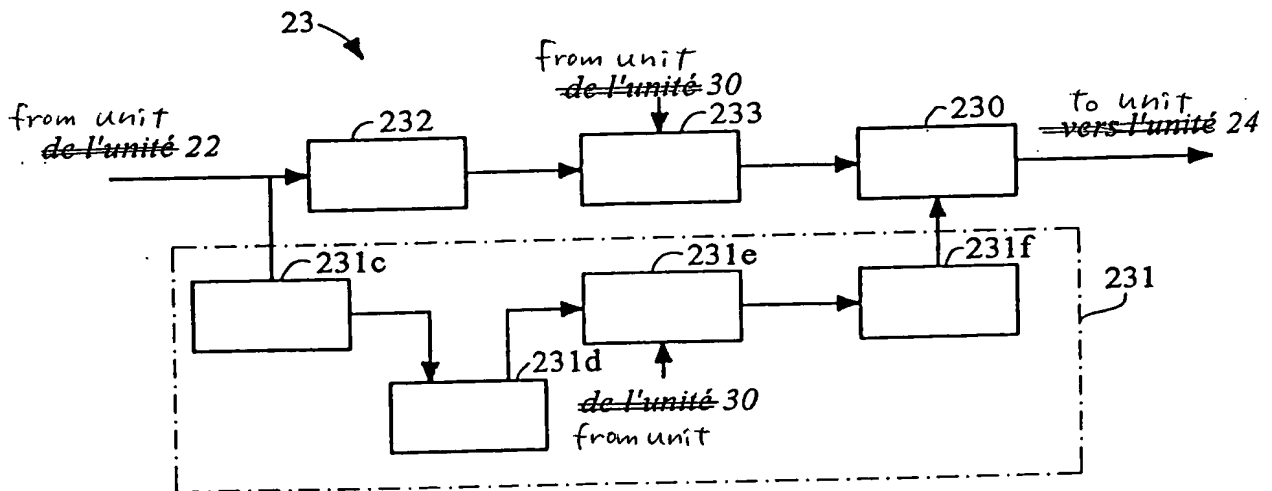 23
from unit
de l'unité 30
from unit
de l'unité 22
232
233
230
to unit
vers l'unité 24
231c
231e
231f
231
231d
de l'unité 30
from unit